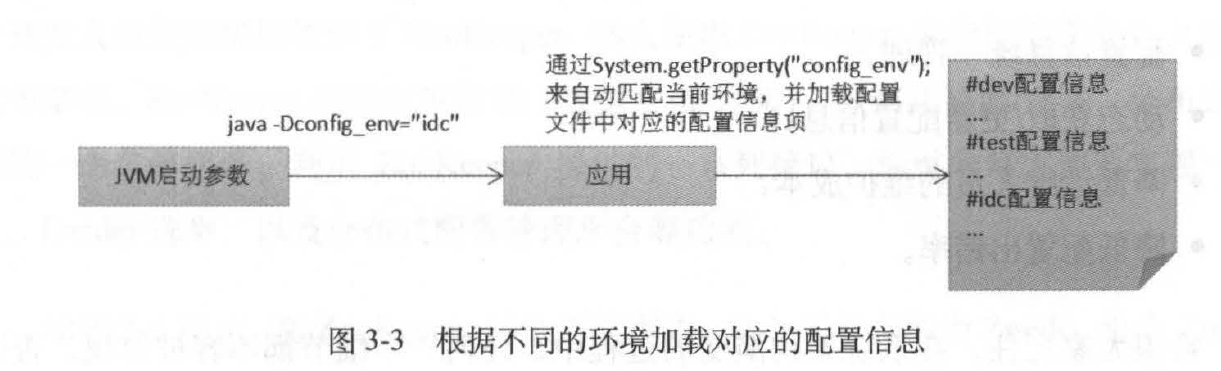 通过System.getProperty("config_env");
来自动匹配当前环境，并加载配置
文件中对应的配置信息项
java -Dconfig_env="idc"
JVM启动参数
应用
#dev配置信息
...
#test配置信息
...
#idc配置信息
...
图 3-3 根据不同的环境加载对应的配置信息